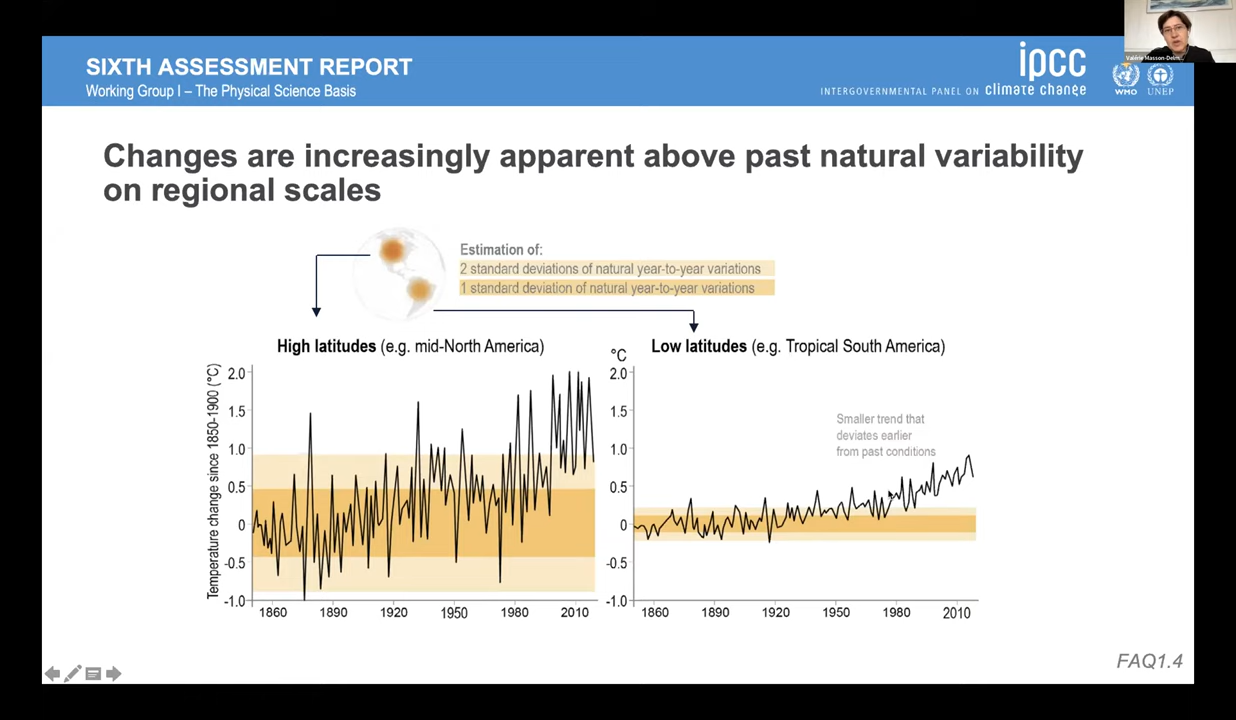 SIXTH ASSESSMENT REPORT
Working Group I – The Physical Science Basis
ipcc
INTERGOVERNMENTAL PANEL ON climate change
WMO
UNEP
Valérie Masson-Delm...
Changes are increasingly apparent above past natural variability
on regional scales
Estimation of:
2 standard deviations of natural year-to-year variations
1 standard deviation of natural year-to-year variations
High latitudes (e.g. mid-North America)
Temperature change since 1850-1900 (°C)
2.0
1.5
1.0
0.5
0
-0.5
-1.0
1860 1890 1920 1950 1980 2010
Low latitudes (e.g. Tropical South America)
°C
2.0
1.5
1.0
0.5
0
-0.5
-1.0
Smaller trend that
deviates earlier
from past conditions
1860 1890 1920 1950 1980 2010
FAQ1.4